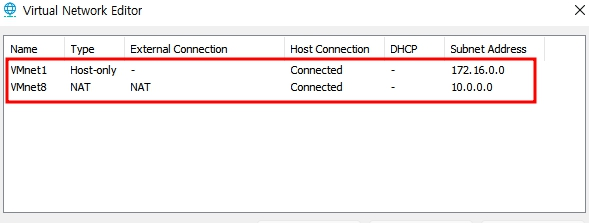 Virtual Network Editor
Name Type External Connection Host Connection DHCP Subnet Address
VMnet1 Host-only - Connected - 172.16.0.0
VMnet8 NAT NAT Connected - 10.0.0.0